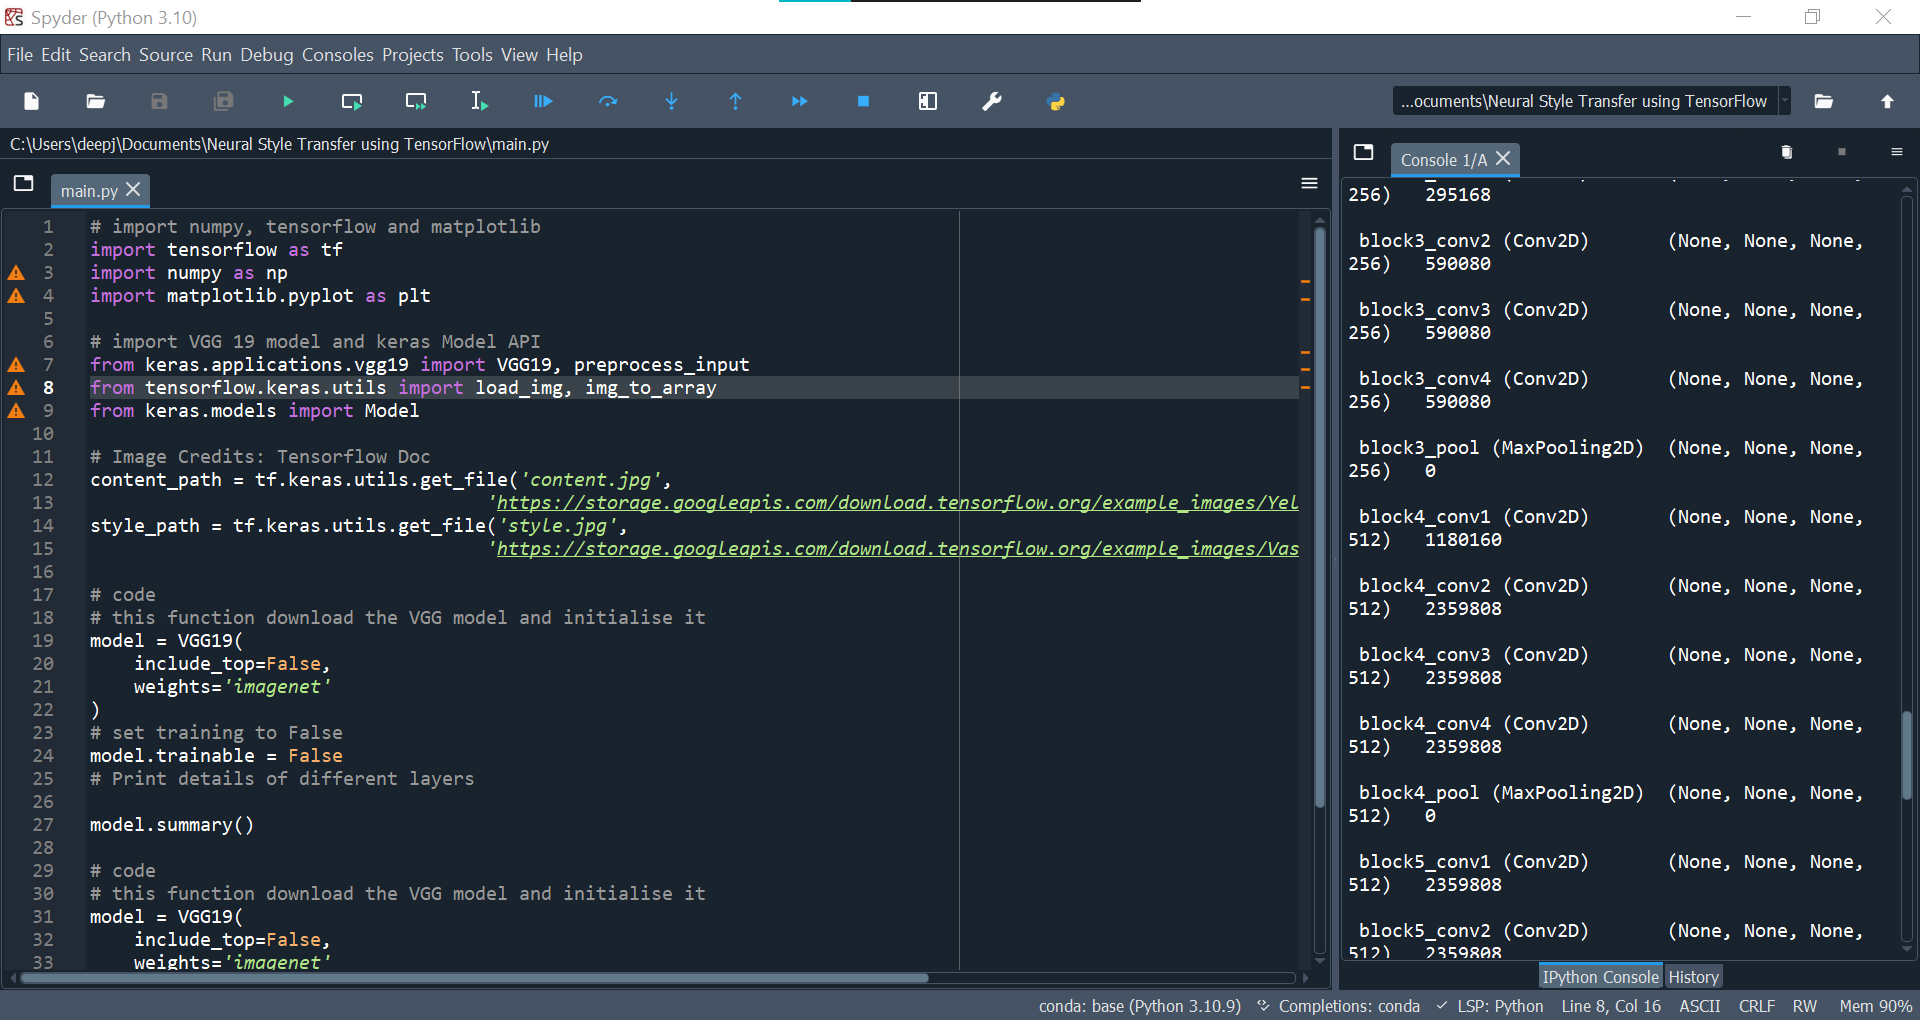 Spyder (Python 3.10)
File Edit Search Source Run Debug Consoles Projects Tools View Help
...ocuments\Neural Style Transfer using TensorFlow
C:\Users\deepj\Documents\Neural Style Transfer using TensorFlow\main.py
main.py
1 # import numpy, tensorflow and matplotlib
2 import tensorflow as tf
3 import numpy as np
4 import matplotlib.pyplot as plt
5
6 # import VGG 19 model and keras Model API
7 from keras.applications.vgg19 import VGG19, preprocess_input
8 from tensorflow.keras.utils import load_img, img_to_array
9 from keras.models import Model
10
11 # Image Credits: Tensorflow Doc
12 content_path = tf.keras.utils.get_file('content.jpg',
13 'https://storage.googleapis.com/download.tensorflow.org/example_images/Yel
14 style_path = tf.keras.utils.get_file('style.jpg',
15 'https://storage.googleapis.com/download.tensorflow.org/example_images/Vas
16
17 # code
18 # this function download the VGG model and initialise it
19 model = VGG19(
20 include_top=False,
21 weights='imagenet'
22 )
23 # set training to False
24 model.trainable = False
25 # Print details of different layers
26
27 model.summary()
28
29 # code
30 # this function download the VGG model and initialise it
31 model = VGG19(
32 include_top=False,
33 weights='imagenet'
Console 1/A
256) 295168
block3_conv2 (Conv2D) (None, None, None,
256) 590080
block3_conv3 (Conv2D) (None, None, None,
256) 590080
block3_conv4 (Conv2D) (None, None, None,
256) 590080
block3_pool (MaxPooling2D) (None, None, None,
256) 0
block4_conv1 (Conv2D) (None, None, None,
512) 1180160
block4_conv2 (Conv2D) (None, None, None,
512) 2359808
block4_conv3 (Conv2D) (None, None, None,
512) 2359808
block4_conv4 (Conv2D) (None, None, None,
512) 2359808
block4_pool (MaxPooling2D) (None, None, None,
512) 0
block5_conv1 (Conv2D) (None, None, None,
512) 2359808
block5_conv2 (Conv2D) (None, None, None,
512) 2359808
IPython Console History
conda: base (Python 3.10.9) Completions: conda LSP: Python Line 8, Col 16 ASCII CRLF RW Mem 90%